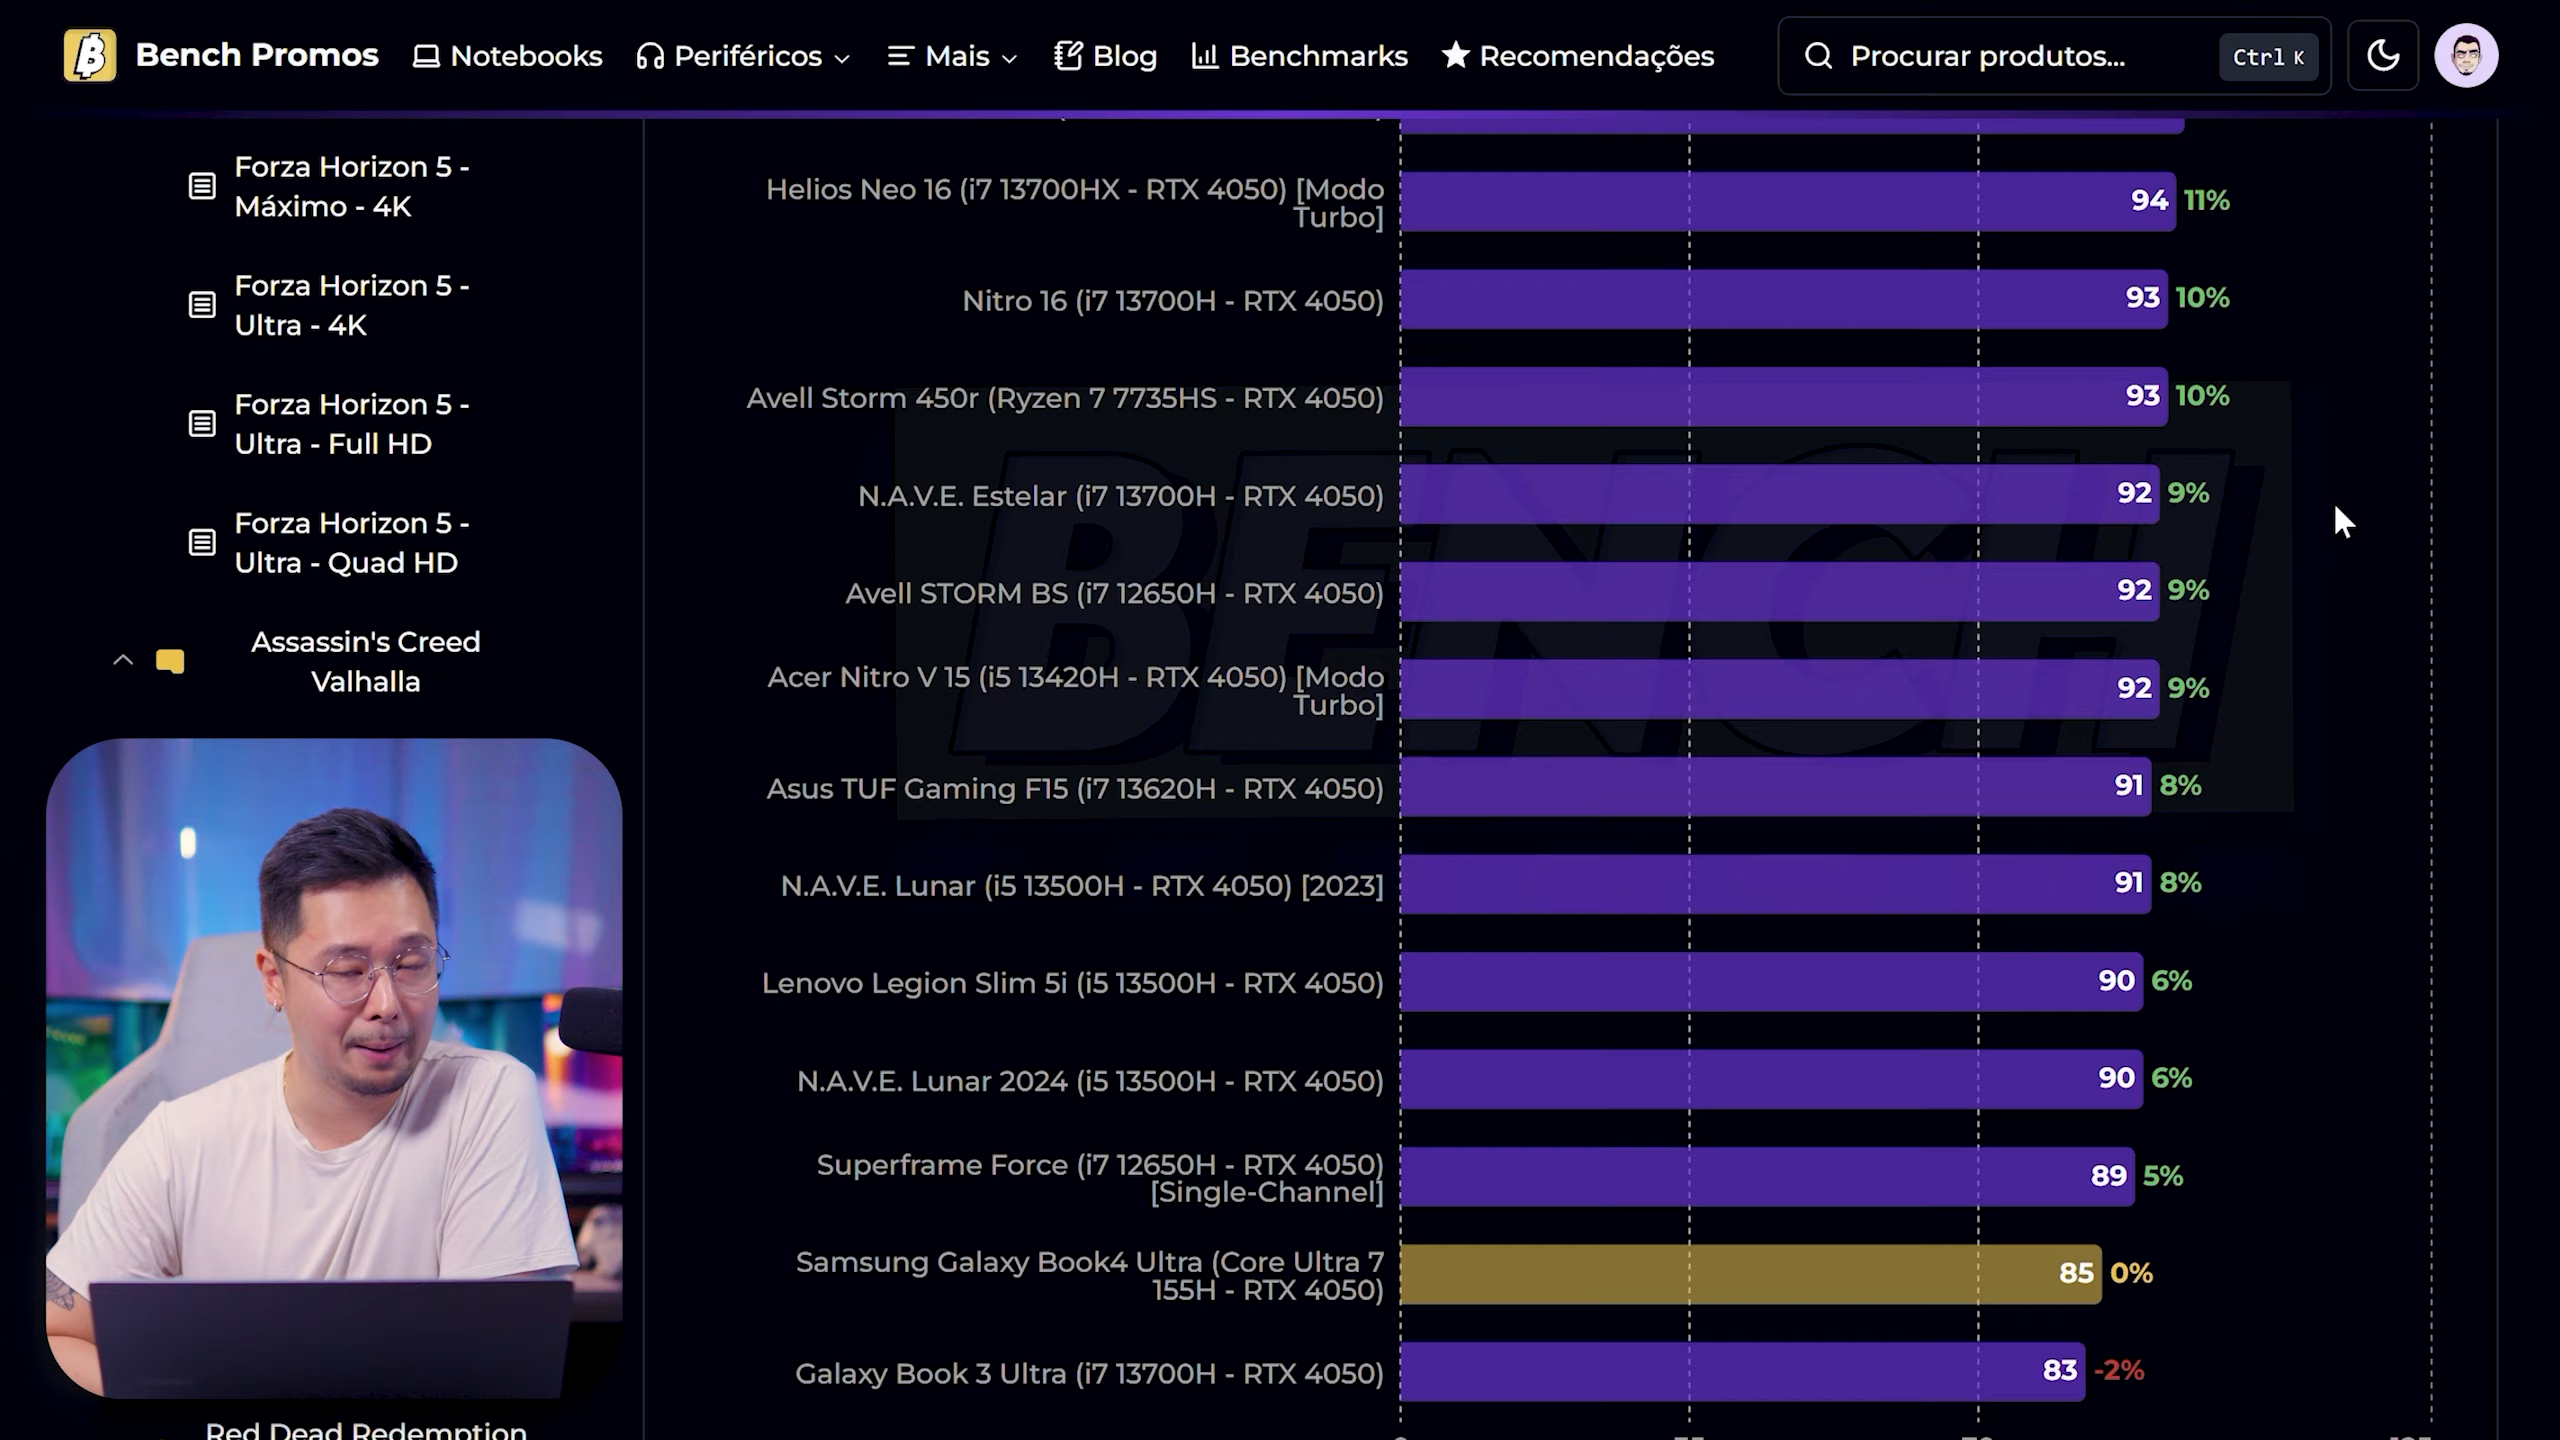 Bench Promos
Notebooks
Periféricos
Mais
Blog
Benchmarks
Recomendações
Procurar produtos...
Ctrl K
Forza Horizon 5 -
Máximo - 4K
Forza Horizon 5 -
Ultra - 4K
Forza Horizon 5 -
Ultra - Full HD
Forza Horizon 5 -
Ultra - Quad HD
Assassin's Creed
Valhalla
Red Dead Redemption
Helios Neo 16 (i7 13700HX - RTX 4050) [Modo
Turbo]
94 11%
Nitro 16 (i7 13700H - RTX 4050)
93 10%
Avell Storm 450r (Ryzen 7 7735HS - RTX 4050)
93 10%
N.A.V.E. Estelar (i7 13700H - RTX 4050)
92 9%
Avell STORM BS (i7 12650H - RTX 4050)
92 9%
Acer Nitro V 15 (i5 13420H - RTX 4050) [Modo
Turbo]
92 9%
Asus TUF Gaming F15 (i7 13620H - RTX 4050)
91 8%
N.A.V.E. Lunar (i5 13500H - RTX 4050) [2023]
91 8%
Lenovo Legion Slim 5i (i5 13500H - RTX 4050)
90 6%
N.A.V.E. Lunar 2024 (i5 13500H - RTX 4050)
90 6%
Superframe Force (i7 12650H - RTX 4050)
[Single-Channel]
89 5%
Samsung Galaxy Book4 Ultra (Core Ultra 7
155H - RTX 4050)
85 0%
Galaxy Book 3 Ultra (i7 13700H - RTX 4050)
83 -2%
BENCH